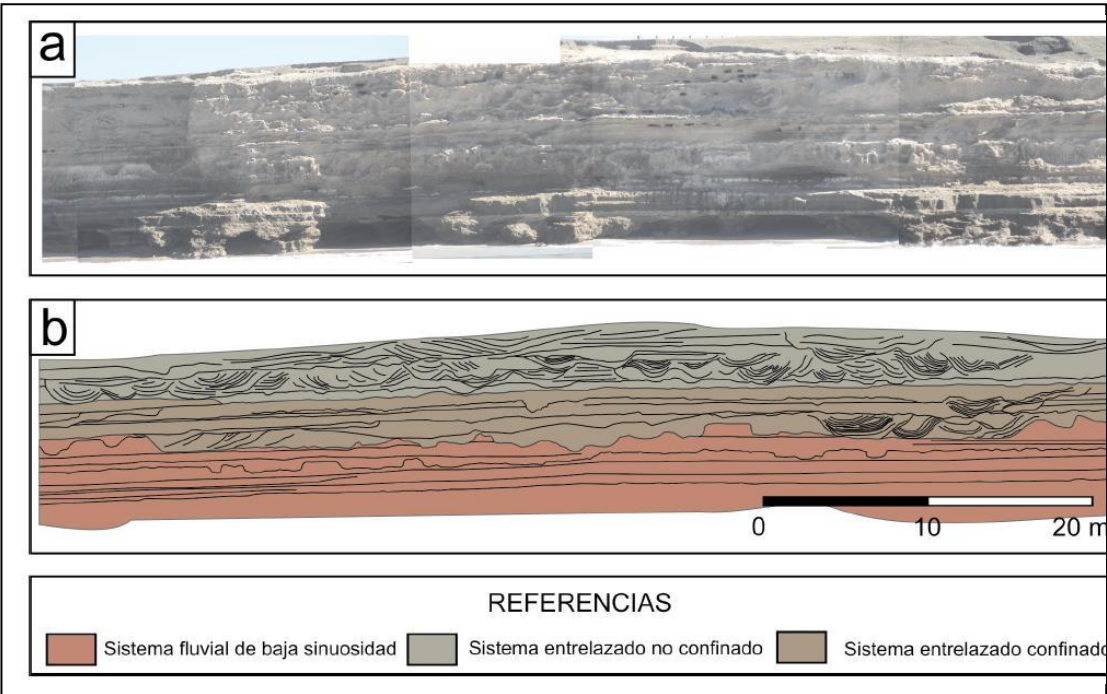 a
b
0 10 20 m
REFERENCIAS
Sistema fluvial de baja sinuosidad Sistema entrelazado no confinado Sistema entrelazado confinado